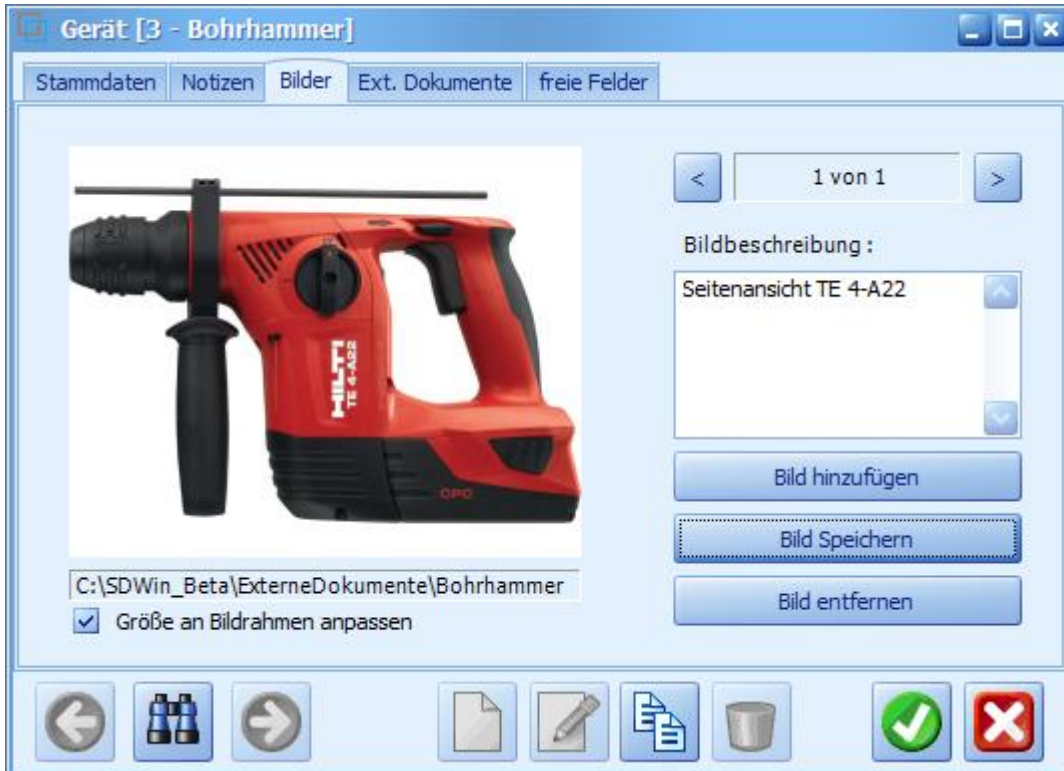 Gerät [3 - Bohrhammer]
Stammdaten Notizen Bilder Ext. Dokumente freie Felder
< 1 von 1 >
Bildbeschreibung :
Seitenansicht TE 4-A22
HILTI
TE 4-A22
CPC
Bild hinzufügen
Bild Speichern
Bild entfernen
C:\SDWin_Beta\ExterneDokumente\Bohrhammer
Größe an Bildrahmen anpassen